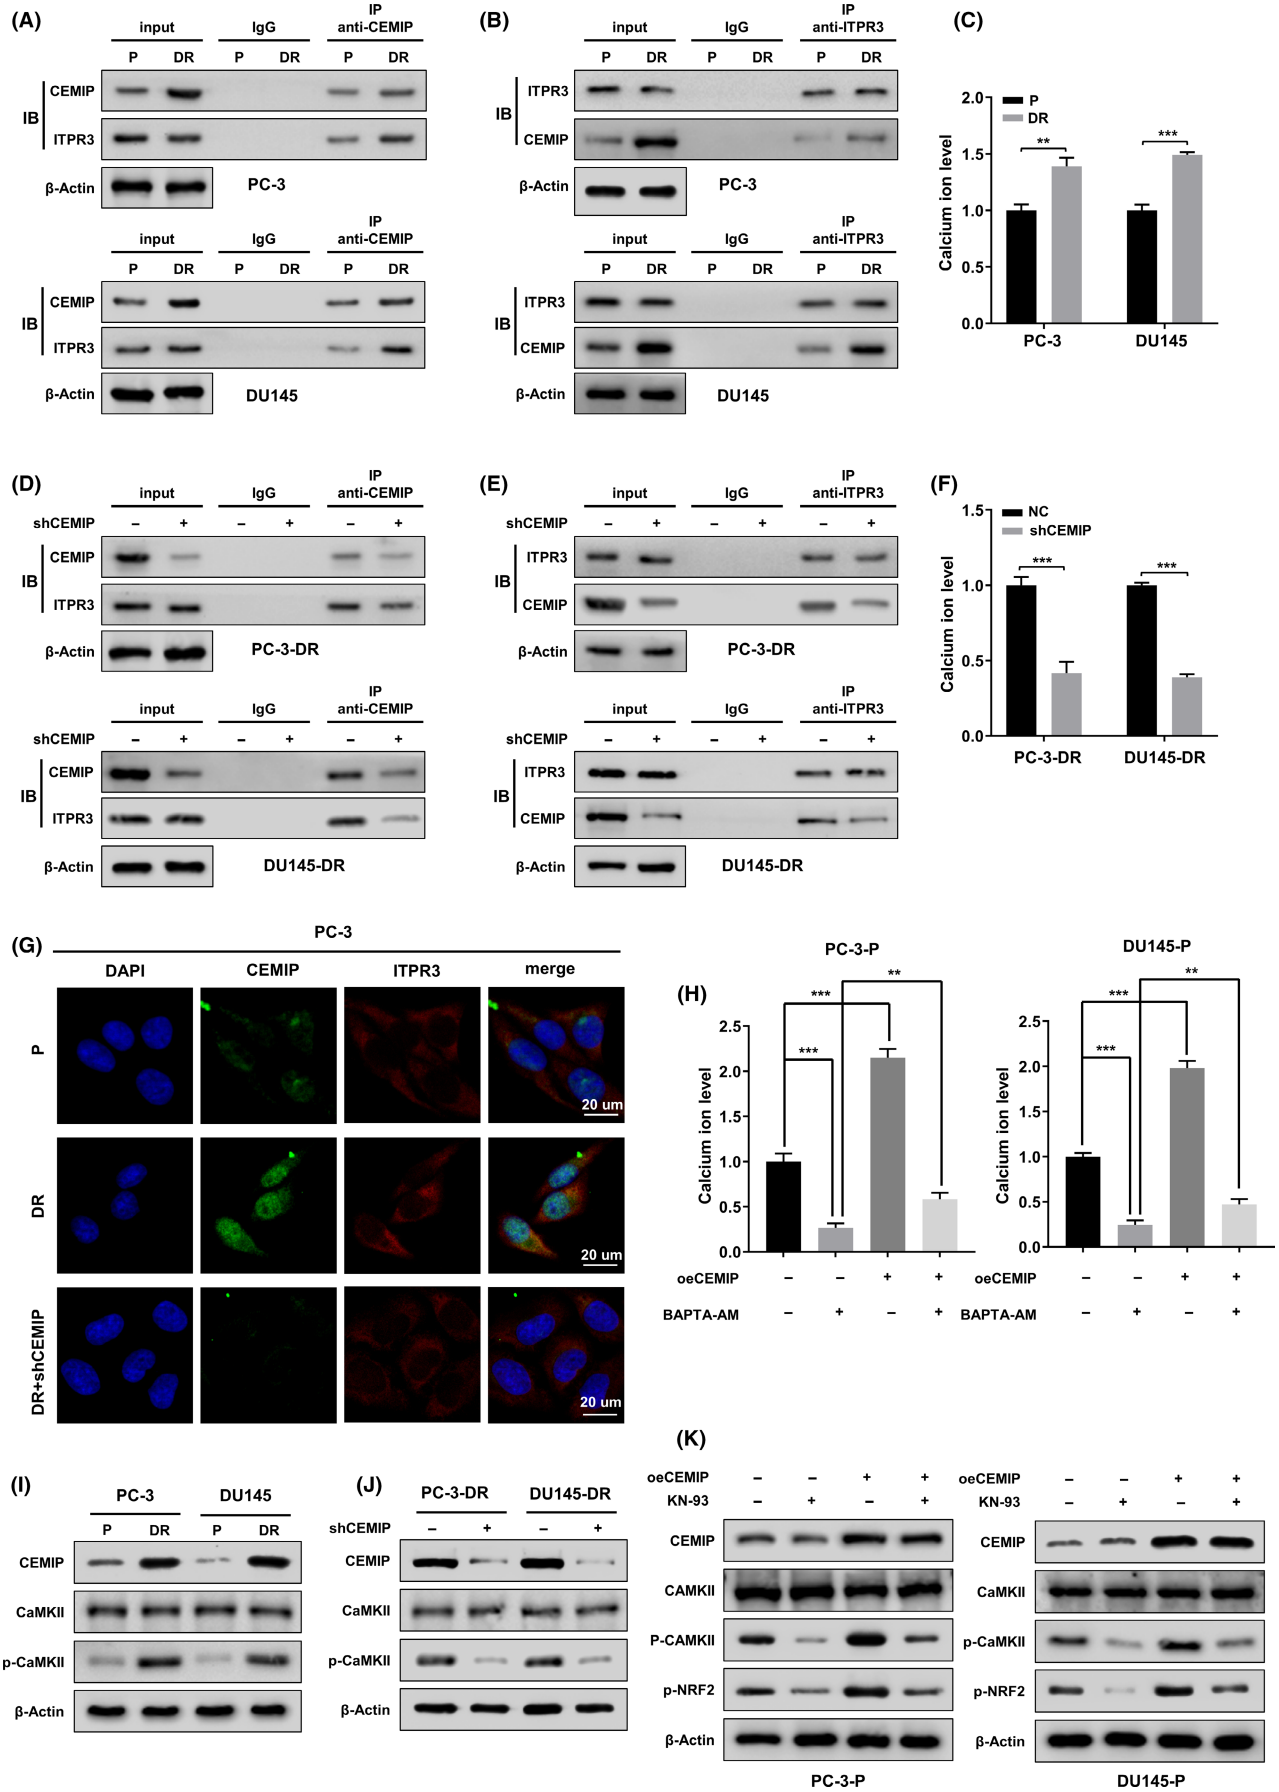 (A)
IP
input IgG anti-CEMIP
P DR P DR P DR
IB
CEMIP
ITPR3
β-Actin
PC-3
IP
input IgG anti-CEMIP
P DR P DR P DR
IB
CEMIP
ITPR3
β-Actin
DU145
(B)
IP
input IgG anti-ITPR3
P DR P DR P DR
IB
ITPR3
CEMIP
β-Actin
PC-3
IP
input IgG anti-ITPR3
P DR P DR P DR
IB
ITPR3
CEMIP
β-Actin
DU145
(C)
Calcium ion level
2.0
1.5
1.0
0.5
0.0
P
DR
** ***
PC-3 DU145
(D)
IP
input IgG anti-CEMIP
shCEMIP – + – + – +
IB
CEMIP
ITPR3
β-Actin
PC-3-DR
IP
input IgG anti-CEMIP
shCEMIP – + – + – +
IB
CEMIP
ITPR3
β-Actin
DU145-DR
(E)
IP
input IgG anti-ITPR3
shCEMIP – + – + – +
IB
ITPR3
CEMIP
β-Actin
PC-3-DR
IP
input IgG anti-ITPR3
shCEMIP – + – + – +
IB
ITPR3
CEMIP
β-Actin
DU145-DR
(F)
Calcium ion level
1.5
1.0
0.5
0.0
NC
shCEMIP
*** ***
PC-3-DR DU145-DR
(G)
PC-3
DAPI CEMIP ITPR3 merge
P
20 um
DR
20 um
DR+shCEMIP
20 um
(H)
PC-3-P
Calcium ion level
2.5
2.0
1.5
1.0
0.5
0.0
**
***
***
oeCEMIP – – + +
BAPTA-AM – + – +
DU145-P
Calcium ion level
2.5
2.0
1.5
1.0
0.5
0.0
**
***
***
oeCEMIP – – + +
BAPTA-AM – + – +
(I)
PC-3 DU145
P DR P DR
CEMIP
CaMKII
p-CaMKII
β-Actin
(J)
PC-3-DR DU145-DR
shCEMIP – + – +
CEMIP
CaMKII
p-CaMKII
β-Actin
(K)
oeCEMIP – – + +
KN-93 – + – +
CEMIP
CAMKII
P-CAMKII
p-NRF2
β-Actin
PC-3-P
oeCEMIP – – + +
KN-93 – + – +
CEMIP
CaMKII
p-CaMKII
p-NRF2
β-Actin
DU145-P